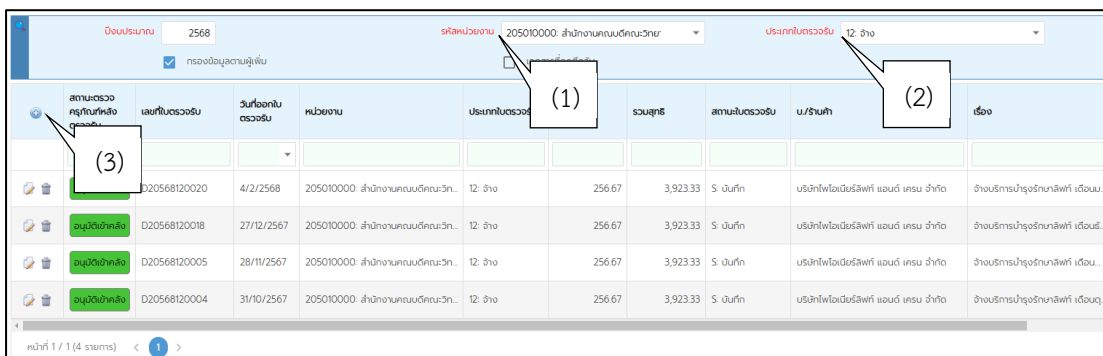 ปีงบประมาณ 2568 รหัสหน่วยงาน 205010000: สำนักงานคณบดีคณะวิทย ประเภทใบตรวจรับ 12: จ้าง
กรองข้อมูลตามผู้เพิ่ม
(1) (2) (3)
สถานะตรวจครุภัณฑ์หลังตรวจรับ เลขที่ใบตรวจรับ วันที่ออกใบตรวจรับ หน่วยงาน ประเภทใบตรวจรับ รวมสุทธิ สถานะใบตรวจรับ บ./ร้านค้า เรื่อง
D20568120020 4/2/2568 205010000: สำนักงานคณบดีคณะวิท... 12: จ้าง 256.67 3,923.33 S: บันทึก บริษัทไพโอเนียร์ลิฟท์ แอนด์ เครน จำกัด จ้างบริการบำรุงรักษาลิฟท์ เดือนม...
อนุมัติเข้าคลัง D20568120018 27/12/2567 205010000: สำนักงานคณบดีคณะวิท... 12: จ้าง 256.67 3,923.33 S: บันทึก บริษัทไพโอเนียร์ลิฟท์ แอนด์ เครน จำกัด จ้างบริการบำรุงรักษาลิฟท์ เดือนธั...
อนุมัติเข้าคลัง D20568120005 28/11/2567 205010000: สำนักงานคณบดีคณะวิท... 12: จ้าง 256.67 3,923.33 S: บันทึก บริษัทไพโอเนียร์ลิฟท์ แอนด์ เครน จำกัด จ้างบริการบำรุงรักษาลิฟท์ เดือน...
อนุมัติเข้าคลัง D20568120004 31/10/2567 205010000: สำนักงานคณบดีคณะวิท... 12: จ้าง 256.67 3,923.33 S: บันทึก บริษัทไพโอเนียร์ลิฟท์ แอนด์ เครน จำกัด จ้างบริการบำรุงรักษาลิฟท์ เดือนตุ...
หน้าที่ 1 / 1 (4 รายการ) < 1 >